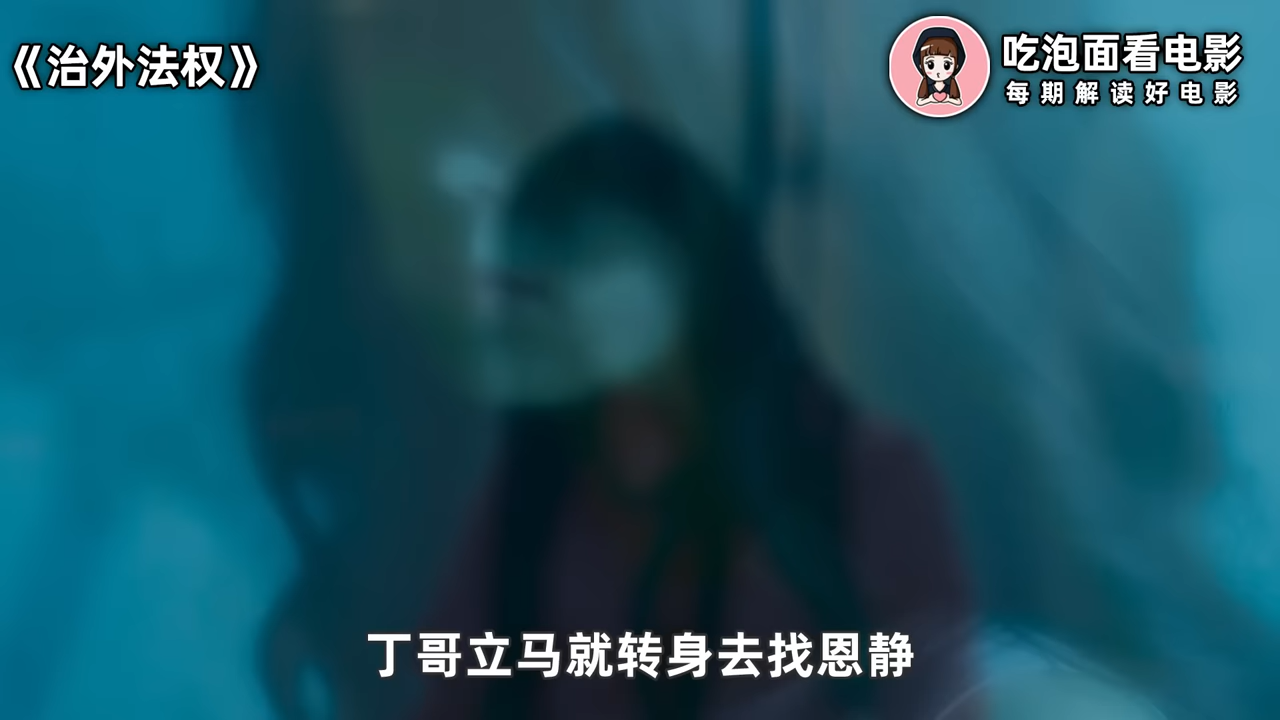 《治外法权》
吃泡面看电影
每期解读好电影
丁哥立马就转身去找恩静